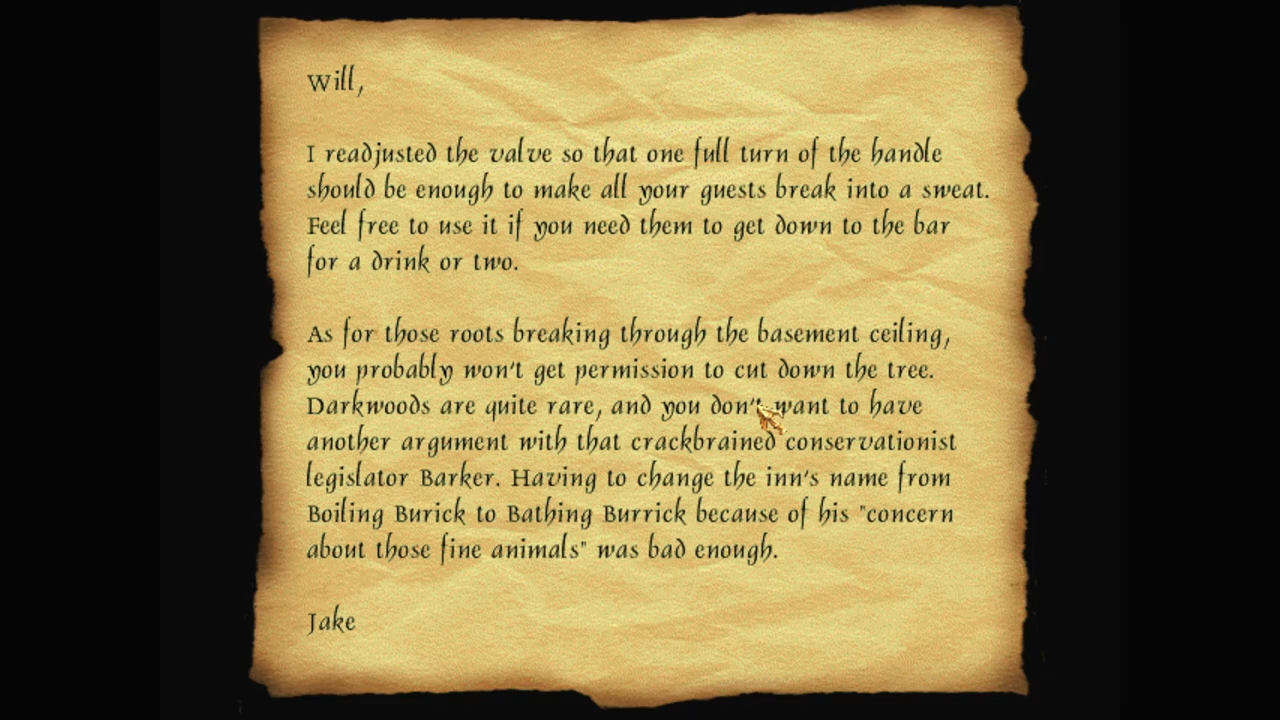 Will,
I readjusted the valve so that one full turn of the handle
should be enough to make all your guests break into a sweat.
Feel free to use it if you need them to get down to the bar
for a drink or two.
As for those roots breaking through the basement ceiling,
you probably won't get permission to cut down the tree.
Darkwoods are quite rare, and you don't want to have
another argument with that crackbrained conservationist
legislator Barker. Having to change the inn's name from
Boiling Burick to Bathing Burrick because of his "concern
about those fine animals" was bad enough.
Jake